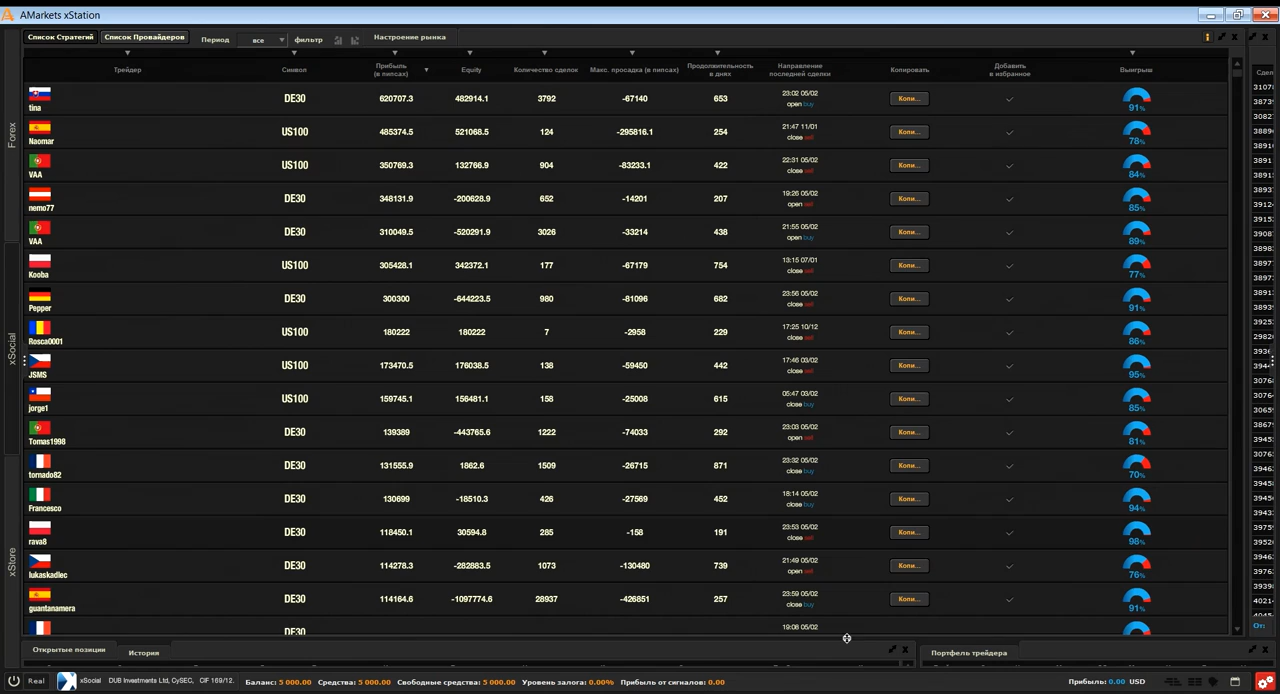 AMarkets xStation
Список Стратегий Список Провайдеров Период все фильтр Настроение рынка
Трейдер Символ Прибыль (в пипсах) Equity Количество сделок Макс. просадка (в пипсах) Продолжительность в днях Направление последней сделки Копировать Добавить в избранное Выигрыш
tina DE30 620707.3 482914.1 3792 -67140 653 23:02 05/02 open buy Копи... 91%
Naomar US100 485374.5 521068.5 124 -295816.1 254 21:47 11/01 close sell Копи... 78%
VAA US100 350769.3 132766.9 904 -83233.1 422 22:31 05/02 close sell Копи... 84%
nemo77 DE30 348131.9 -200628.9 652 -14201 207 19:26 05/02 open sell Копи... 85%
VAA DE30 310049.5 -520291.9 3026 -33214 438 21:55 05/02 open buy Копи... 89%
Kooba US100 305428.1 342372.1 177 -67179 754 13:15 07/01 close sell Копи... 77%
Pepper DE30 300300 -644223.5 980 -81096 682 23:56 05/02 close sell Копи... 91%
Rosca0001 US100 180222 180222 7 -2958 229 17:25 10/12 close sell Копи... 86%
JSMS US100 173470.5 176038.5 138 -59450 442 17:46 03/02 close sell Копи... 95%
jorge1 US100 159745.1 156481.1 158 -25008 615 05:47 03/02 close buy Копи... 85%
Tomas1998 DE30 139389 -443765.6 1222 -74033 292 23:03 05/02 open sell Копи... 81%
tornado82 DE30 131555.9 1862.6 1509 -26715 871 23:32 05/02 close buy Копи... 70%
Francesco DE30 130699 -18510.3 426 -27569 452 18:14 05/02 close buy Копи... 94%
rava8 DE30 118450.1 30594.8 285 -158 191 23:53 05/02 close sell Копи... 98%
lukaskadlec DE30 114278.3 -282883.5 1073 -130480 739 21:49 05/02 open sell Копи... 76%
guantanamera DE30 114164.6 -1097774.6 28937 -426851 257 23:59 05/02 close buy Копи... 91%
DE30 19:08 05/02
Forex
xSocial
xStore
Открытые позиции История Портфель трейдера
Real xSocial DUB Investments Ltd, CySEC, CIF 169/12. Баланс: 5 000.00 Средства: 5 000.00 Свободные средства: 5 000.00 Уровень залога: 0.00% Прибыль от сигналов: 0.00 Прибыль: 0.00 USD